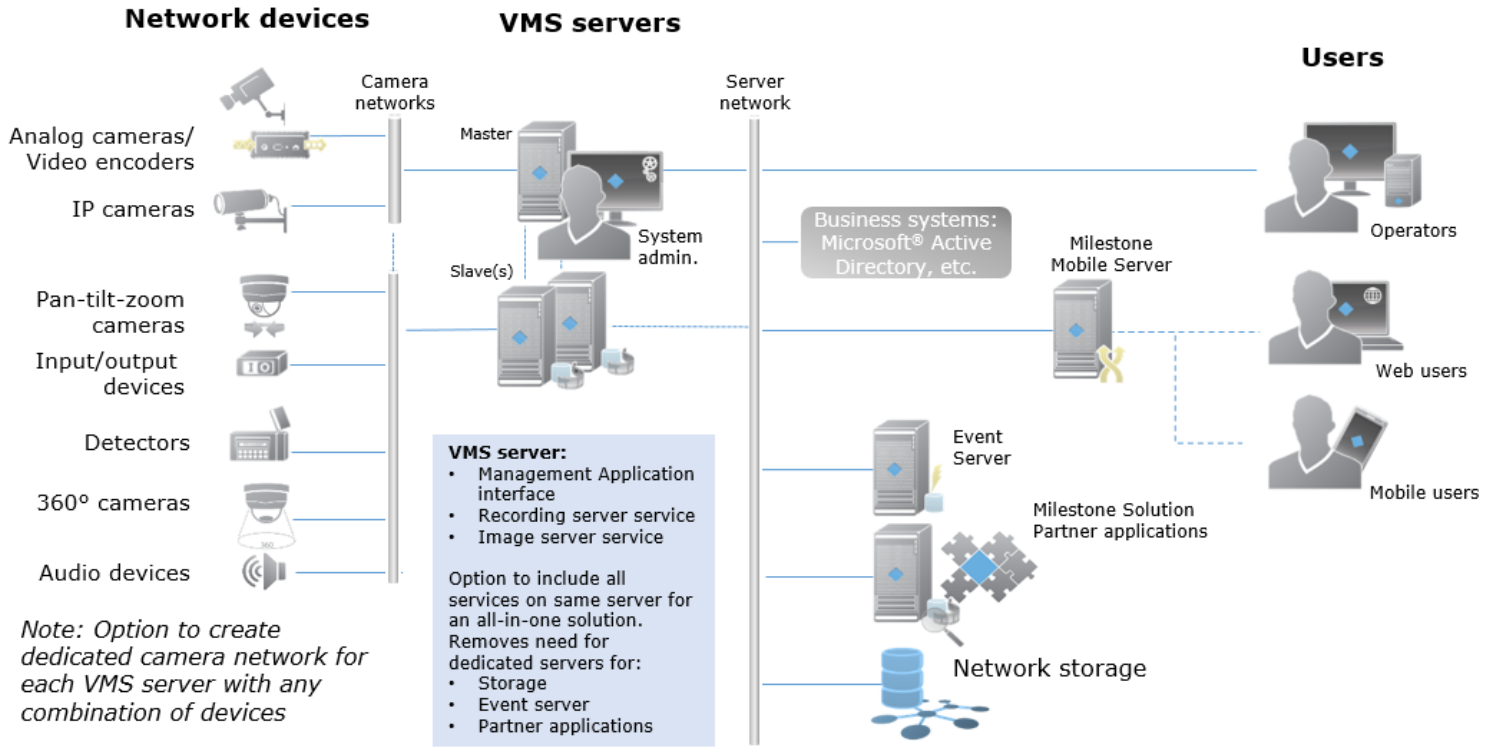 Network devices
VMS servers
Users
Camera
networks
Server
network
Analog cameras/
Video encoders
IP cameras
Pan-tilt-zoom
cameras
Input/output
devices
Detectors
360° cameras
360
Audio devices
Note: Option to create
dedicated camera network for
each VMS server with any
combination of devices
Master
System
admin.
Slave(s)
VMS server:
• Management Application
interface
• Recording server service
• Image server service
Option to include all
services on same server for
an all-in-one solution.
Removes need for
dedicated servers for:
• Storage
• Event server
• Partner applications
Business systems:
Microsoft® Active
Directory, etc.
Milestone
Mobile Server
Event
Server
Milestone Solution
Partner applications
Network storage
Operators
Web users
Mobile users